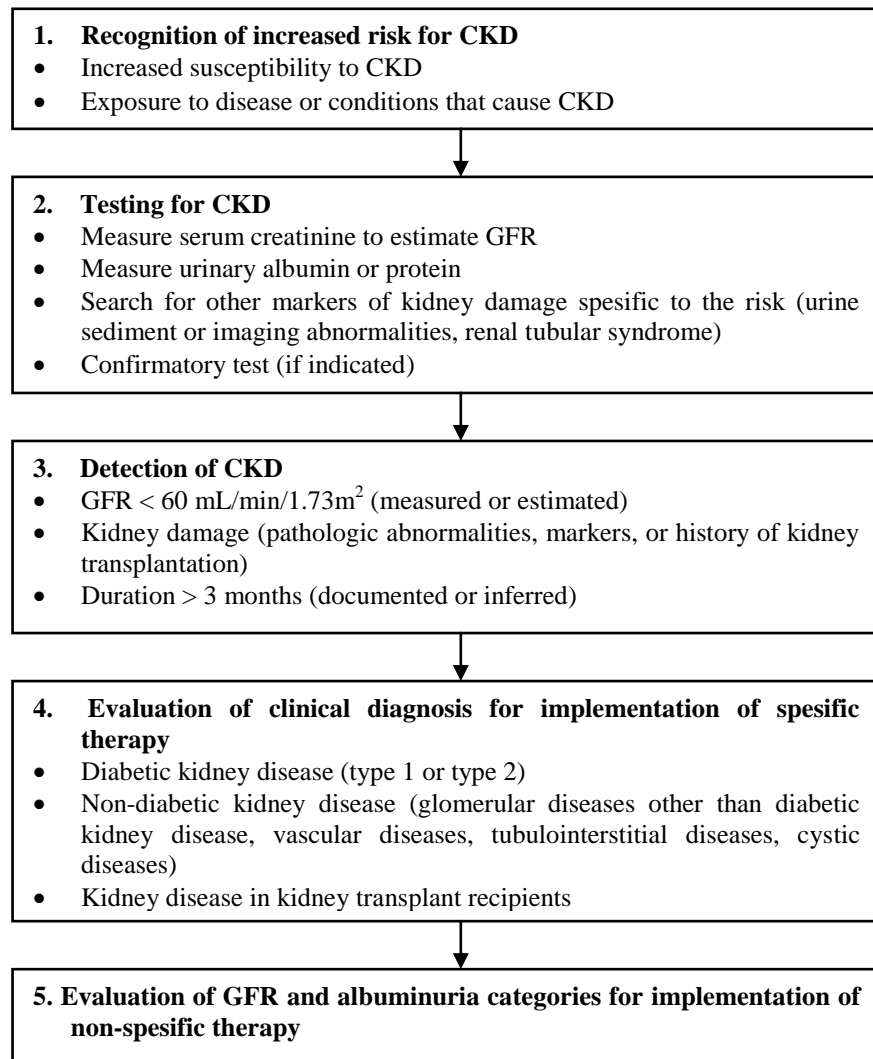 1. Recognition of increased risk for CKD
• Increased susceptibility to CKD
• Exposure to disease or conditions that cause CKD
2. Testing for CKD
• Measure serum creatinine to estimate GFR
• Measure urinary albumin or protein
• Search for other markers of kidney damage spesific to the risk (urine
sediment or imaging abnormalities, renal tubular syndrome)
• Confirmatory test (if indicated)
3. Detection of CKD
• GFR < 60 mL/min/1.73m² (measured or estimated)
• Kidney damage (pathologic abnormalities, markers, or history of kidney
transplantation)
• Duration > 3 months (documented or inferred)
4. Evaluation of clinical diagnosis for implementation of spesific
therapy
• Diabetic kidney disease (type 1 or type 2)
• Non-diabetic kidney disease (glomerular diseases other than diabetic
kidney disease, vascular diseases, tubulointerstitial diseases, cystic
diseases)
• Kidney disease in kidney transplant recipients
5. Evaluation of GFR and albuminuria categories for implementation of
non-spesific therapy